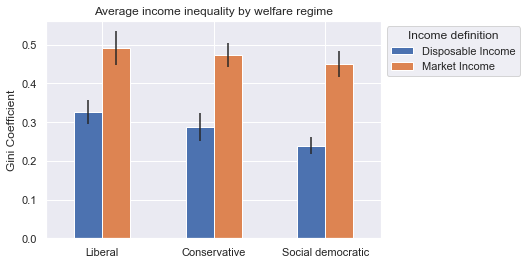 Average income inequality by welfare regime
Income definition
Disposable Income
Market Income
Gini Coefficient
0.5
0.4
0.3
0.2
0.1
0.0
Liberal
Conservative
Social democratic